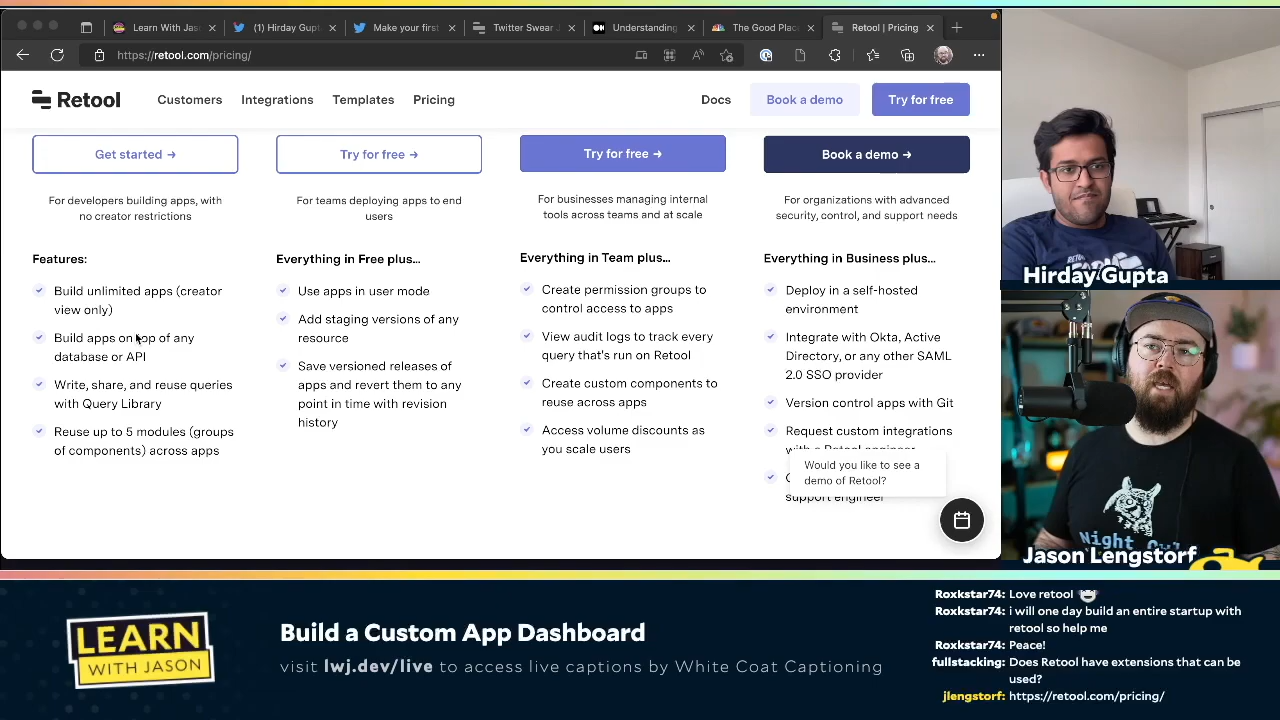 Learn With Jas
(1) Hirday Gup
Make your first
Twitter Swear J
Understanding
The Good Plac
Retool | Pricing
https://retool.com/pricing/
Retool
Customers
Integrations
Templates
Pricing
Docs
Book a demo
Try for free
Get started →
For developers building apps, with
no creator restrictions
Features:
Build unlimited apps (creator
view only)
Build apps on top of any
database or API
Write, share, and reuse queries
with Query Library
Reuse up to 5 modules (groups
of components) across apps
Try for free →
For teams deploying apps to end
users
Everything in Free plus...
Use apps in user mode
Add staging versions of any
resource
Save versioned releases of
apps and revert them to any
point in time with revision
history
Try for free →
For businesses managing internal
tools across teams and at scale
Everything in Team plus...
Create permission groups to
control access to apps
View audit logs to track every
query that's run on Retool
Create custom components to
reuse across apps
Access volume discounts as
you scale users
Book a demo →
For organizations with advanced
security, control, and support needs
Everything in Business plus...
Deploy in a self-hosted
environment
Integrate with Okta, Active
Directory, or any other SAML
2.0 SSO provider
Version control apps with Git
Request custom integrations
with a Retool engineer
support engineer
Would you like to see a
demo of Retool?
Hirday Gupta
Night Owl
Jason Lengstorf
LEARN
WITH JASON
Build a Custom App Dashboard
visit lwj.dev/live to access live captions by White Coat Captioning
Roxkstar74: Love retool
Roxkstar74: i will one day build an entire startup with
retool so help me
Roxkstar74: Peace!
fullstacking: Does Retool have extensions that can be
used?
jlengstorf: https://retool.com/pricing/